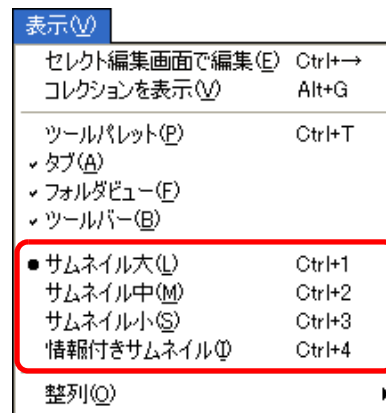 表示(V)
セレクト編集画面で編集(E) Ctrl+→
コレクションを表示(V) Alt+G
ツールパレット(P) Ctrl+T
タブ(A)
フォルダビュー(F)
ツールバー(B)
サムネイル大(L) Ctrl+1
サムネイル中(M) Ctrl+2
サムネイル小(S) Ctrl+3
情報付きサムネイル(I) Ctrl+4
整列(O)